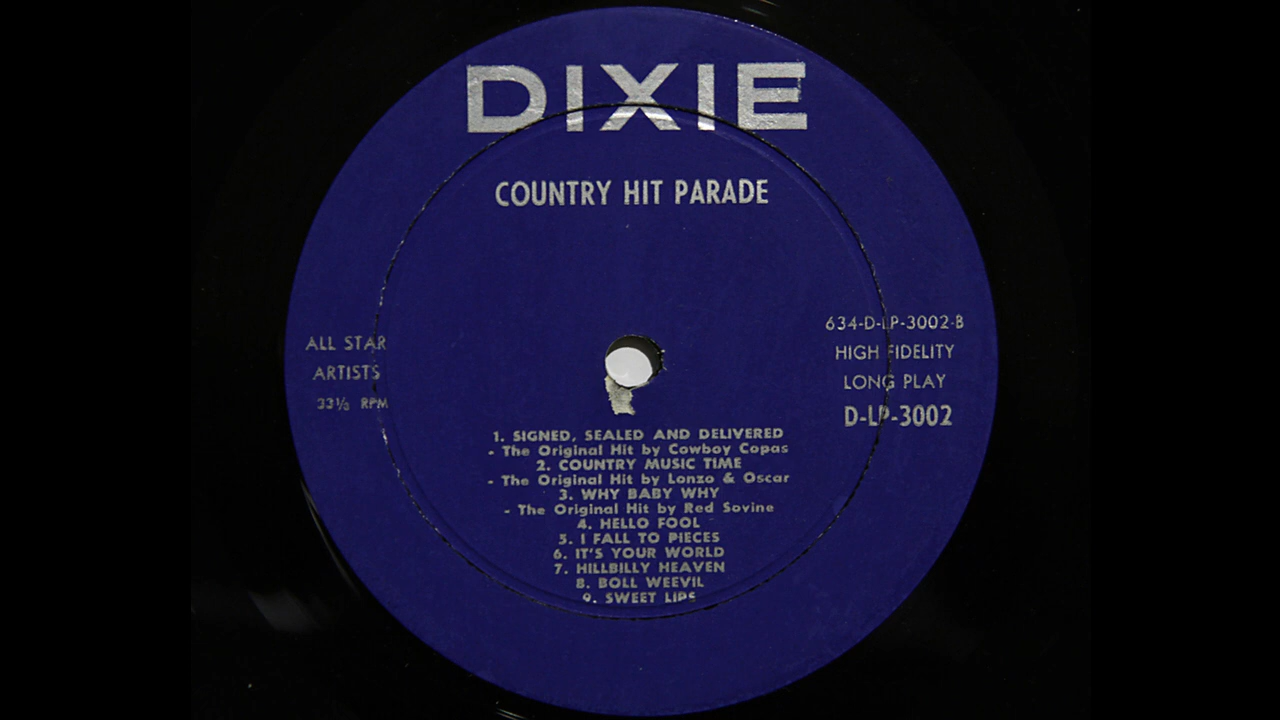 DIXIE
COUNTRY HIT PARADE
ALL STAR
ARTISTS
33⅓ RPM
634-D-LP-3002-B
HIGH FIDELITY
LONG PLAY
D-LP-3002
1. SIGNED, SEALED AND DELIVERED
- The Original Hit by Cowboy Copas
2. COUNTRY MUSIC TIME
- The Original Hit by Lonzo & Oscar
3. WHY BABY WHY
- The Original Hit by Red Sovine
4. HELLO FOOL
5. I FALL TO PIECES
6. IT'S YOUR WORLD
7. HILLBILLY HEAVEN
8. BOLL WEEVIL
9. SWEET LIPS